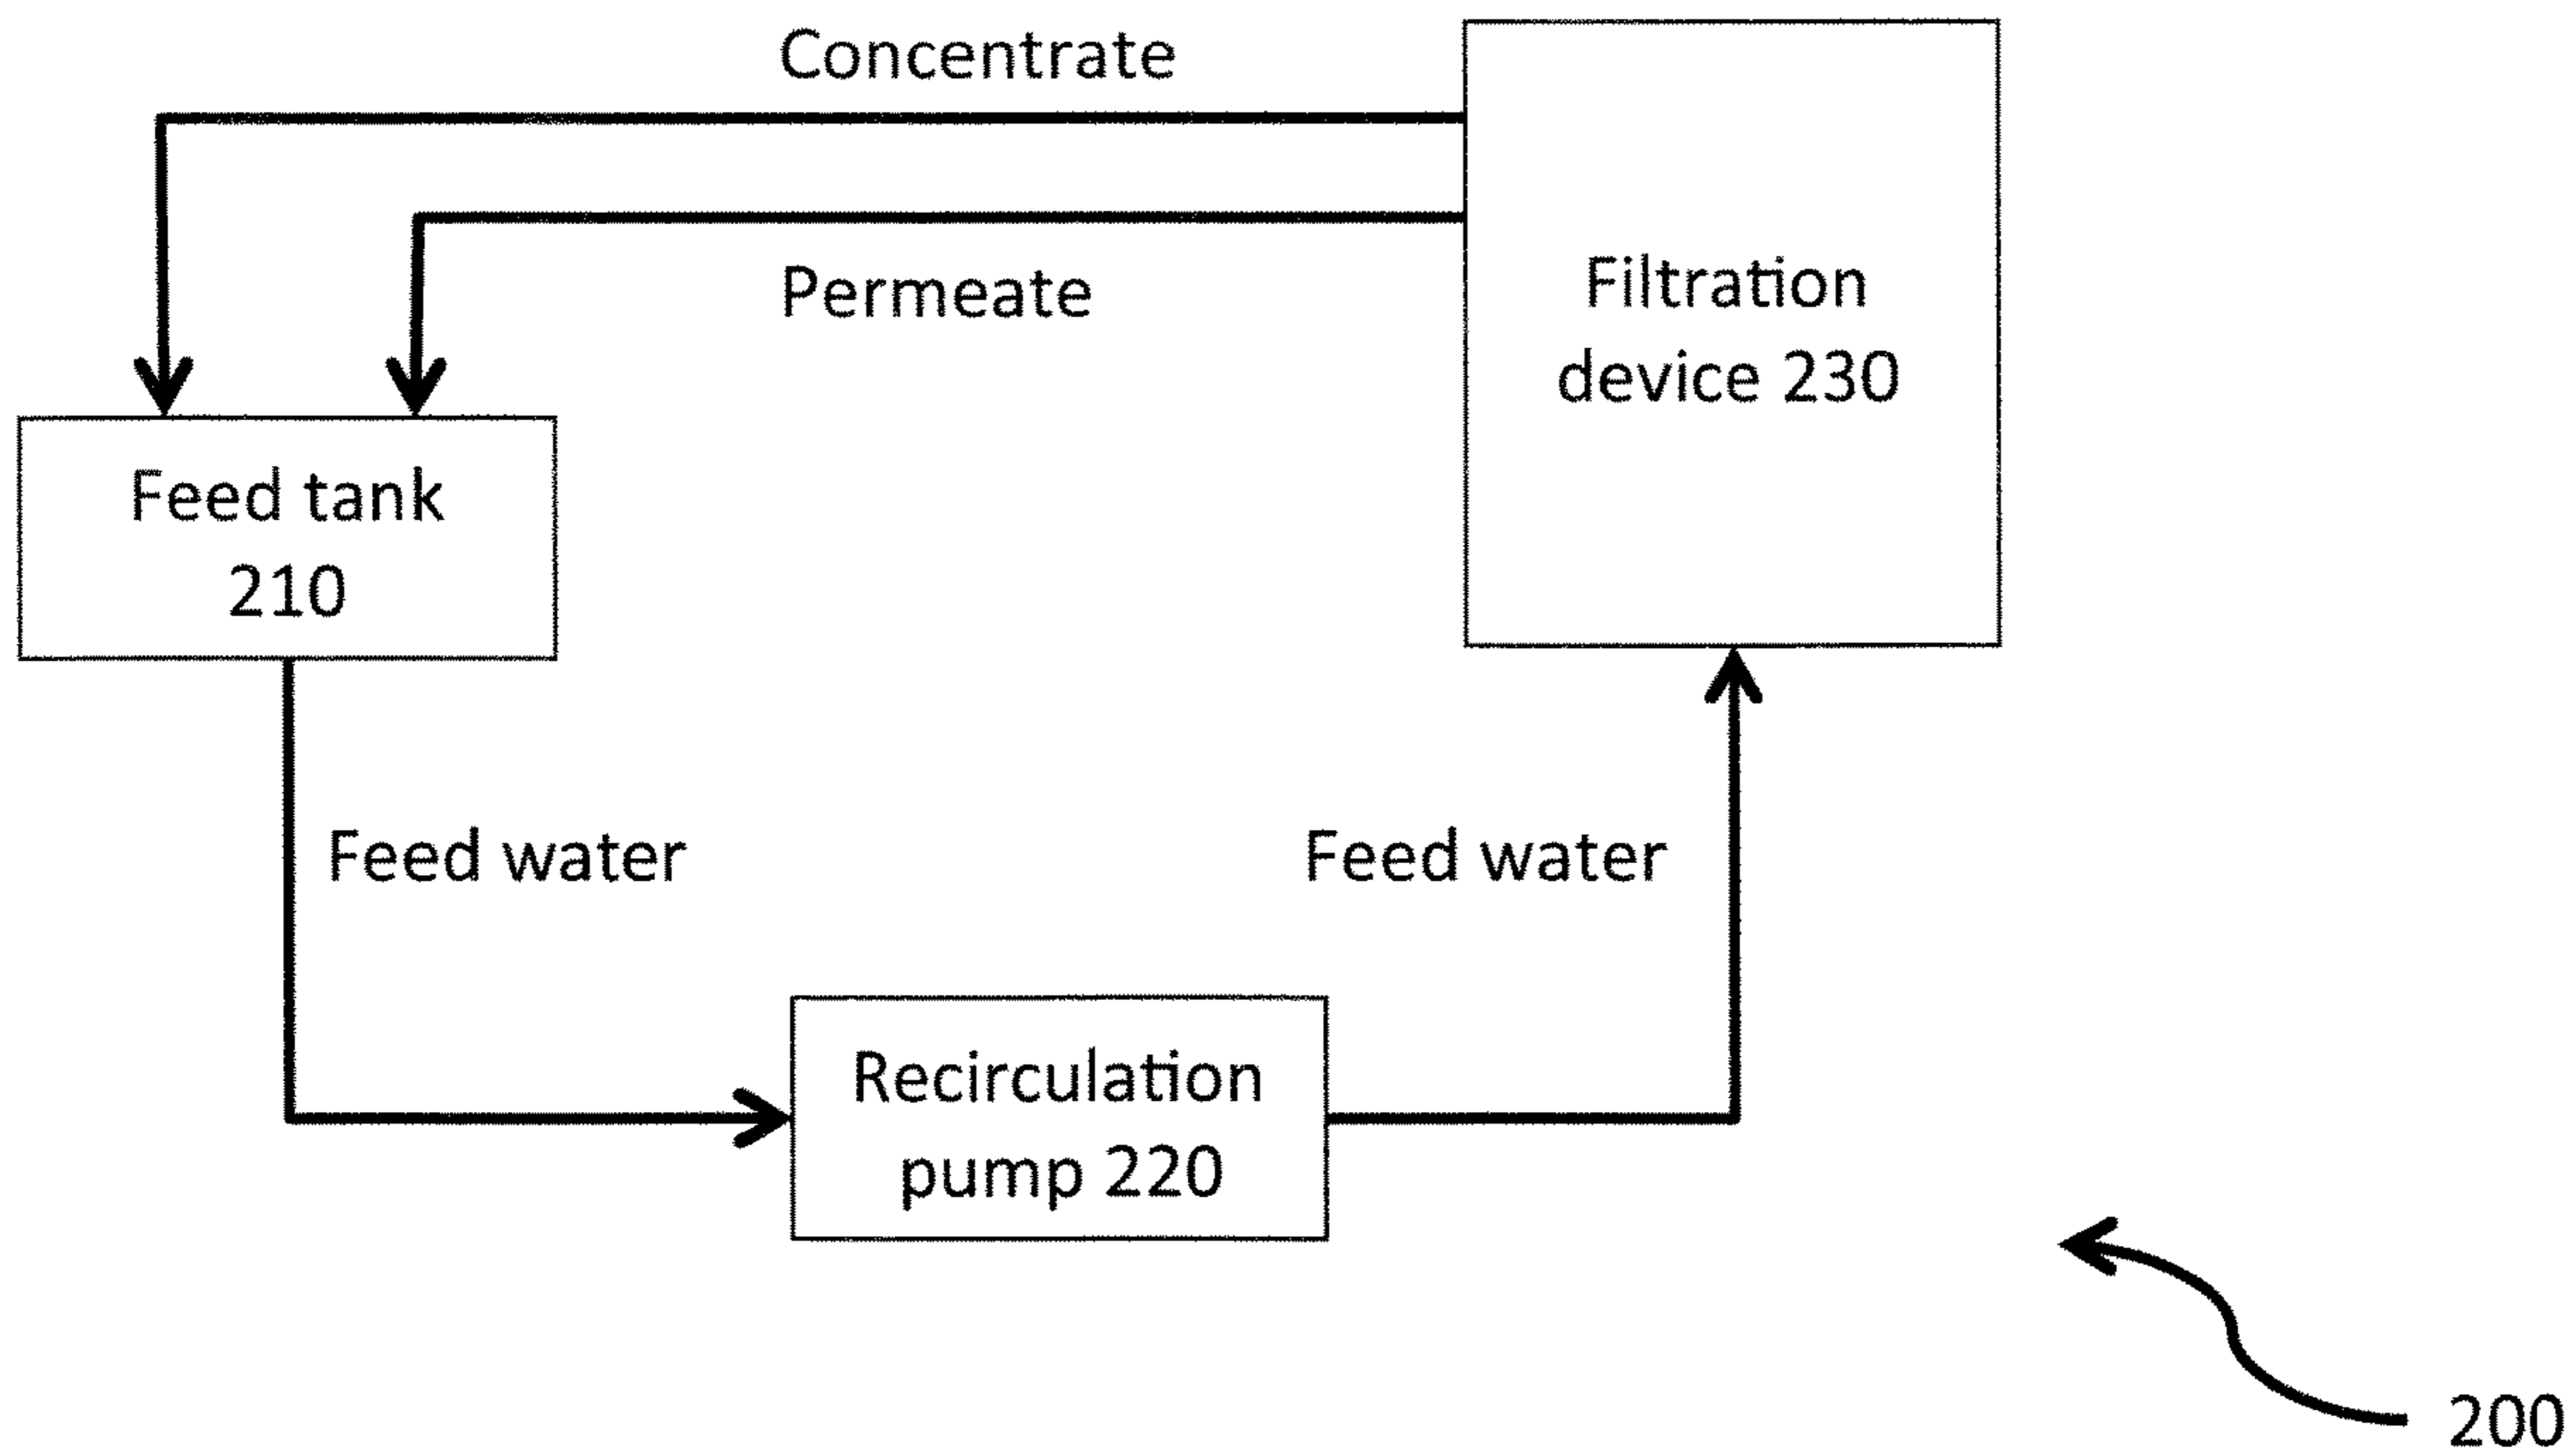 Concentrate
Permeate
Filtration
device 230
Feed tank
210
Feed water
Feed water
Recirculation
pump 220
200